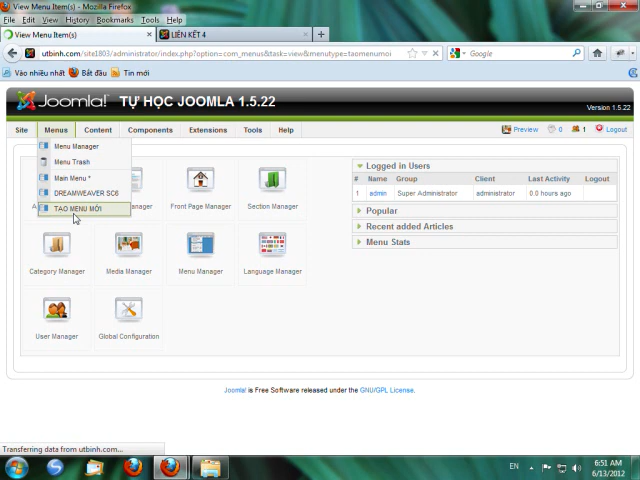 View Menu Item(s) - Mozilla Firefox
File Edit View History Bookmarks Tools Help
View Menu Item(s) × LIÊN KẾT 4 × +
utbinh.com/site1803/administrator/index.php?option=com_menus&task=view&menutype=taomenumoi Google
Vào nhiều nhất Bắt đầu Tin mới
Joomla! TỰ HỌC JOOMLA 1.5.22
Version 1.5.22
Site Menus Content Components Extensions Tools Help Preview 0 1 Logout
Menu Manager
Menu Trash
Main Menu *
DREAMWEAVER SC6
TẠO MENU MỚI
Front Page Manager Section Manager
Category Manager Media Manager Menu Manager Language Manager
User Manager Global Configuration
Logged in Users
# Name Group Client Last Activity Logout
1 admin Super Administrator administrator 0.0 hours ago
Popular
Recent added Articles
Menu Stats
Joomla! is Free Software released under the GNU/GPL License.
Transferring data from utbinh.com...
EN 6:51 AM
6/13/2012